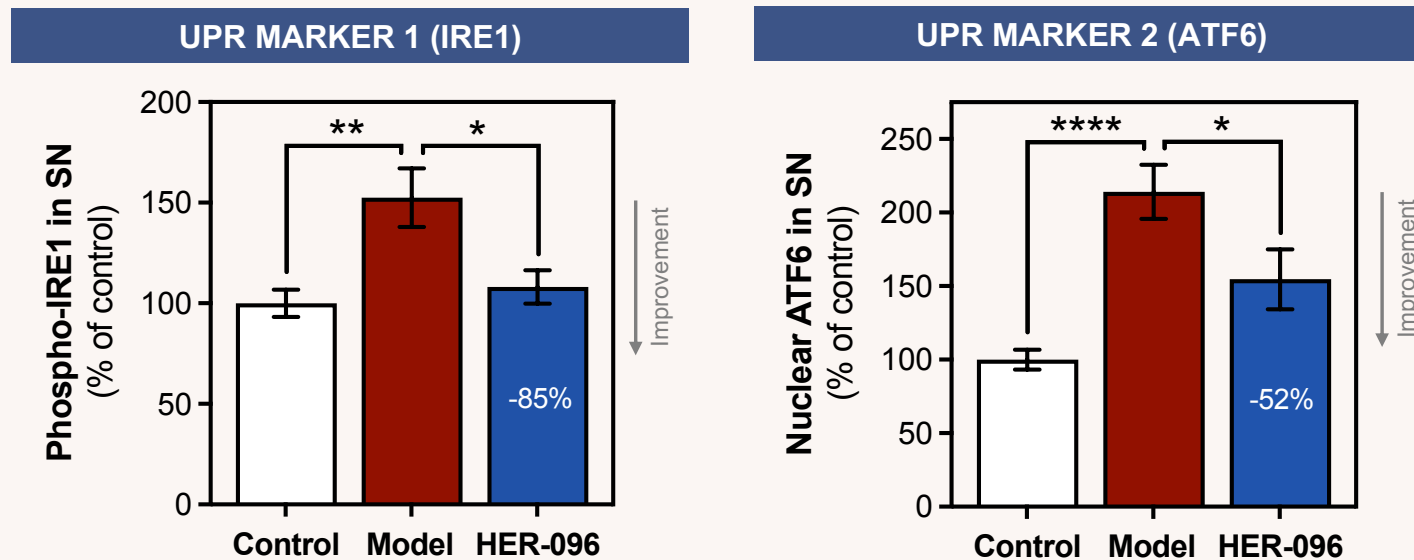 UPR MARKER 1 (IRE1)
Phospho-IRE1 in SN
(% of control)
200
150
100
50
0
**
*
-85%
Control Model HER-096
Improvement
UPR MARKER 2 (ATF6)
Nuclear ATF6 in SN
(% of control)
250
200
150
100
50
0
****
*
-52%
Control Model HER-096
Improvement